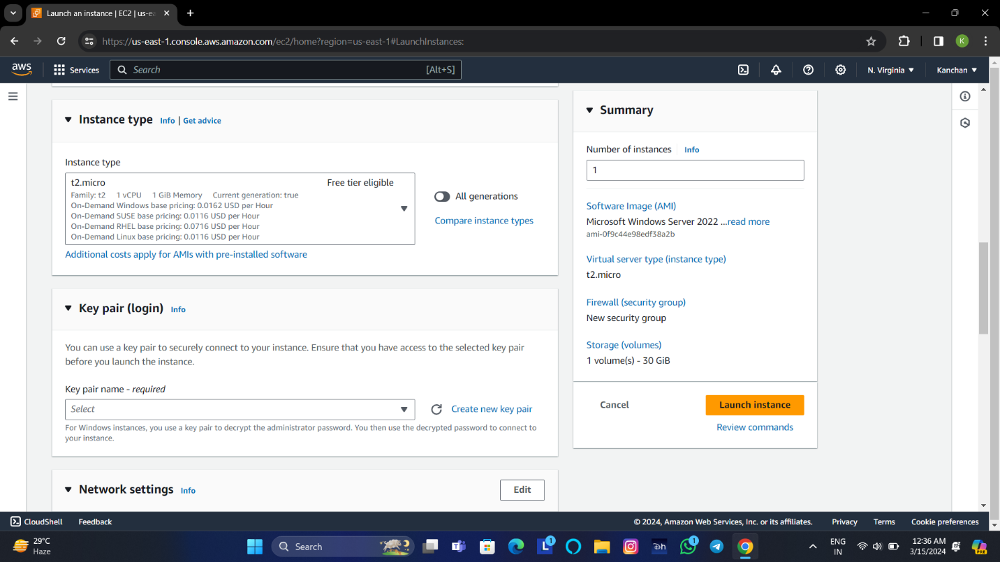 Launch an instance | EC2 | us-ea
https://us-east-1.console.aws.amazon.com/ec2/home?region=us-east-1#LaunchInstances:
K
aws
Services
Search
[Alt+S]
N. Virginia
Kanchan
Instance type
Info | Get advice
Instance type
t2.micro
Free tier eligible
Family: t2 1 vCPU 1 GiB Memory Current generation: true
On-Demand Windows base pricing: 0.0162 USD per Hour
On-Demand SUSE base pricing: 0.0116 USD per Hour
On-Demand RHEL base pricing: 0.0716 USD per Hour
On-Demand Linux base pricing: 0.0116 USD per Hour
All generations
Compare instance types
Additional costs apply for AMIs with pre-installed software
Key pair (login)
Info
You can use a key pair to securely connect to your instance. Ensure that you have access to the selected key pair
before you launch the instance.
Key pair name - required
Select
Create new key pair
For Windows instances, you use a key pair to decrypt the administrator password. You then use the decrypted password to connect to
your instance.
Network settings
Info
Edit
Summary
Number of instances
Info
1
Software Image (AMI)
Microsoft Windows Server 2022 ...read more
ami-0f9c44e98edf38a2b
Virtual server type (instance type)
t2.micro
Firewall (security group)
New security group
Storage (volumes)
1 volume(s) - 30 GiB
Cancel
Launch instance
Review commands
CloudShell
Feedback
© 2024, Amazon Web Services, Inc. or its affiliates.
Privacy
Terms
Cookie preferences
29°C
Haze
Search
L
1
Dh
1
ENG
IN
12:36 AM
3/15/2024
PRE